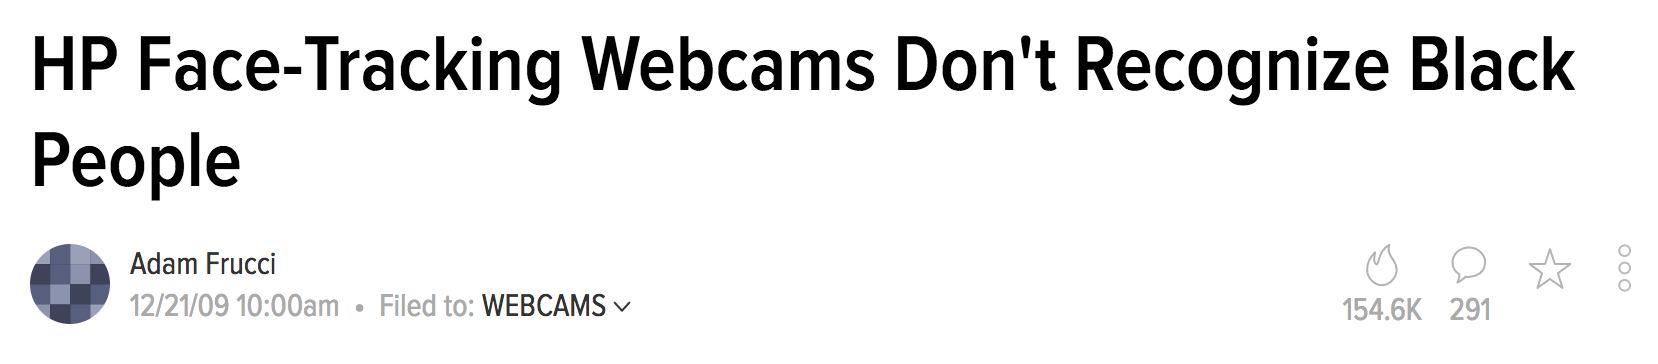 HP Face-Tracking Webcams Don't Recognize Black
People
Adam Frucci
12/21/09 10:00am • Filed to: WEBCAMS
154.6K 291